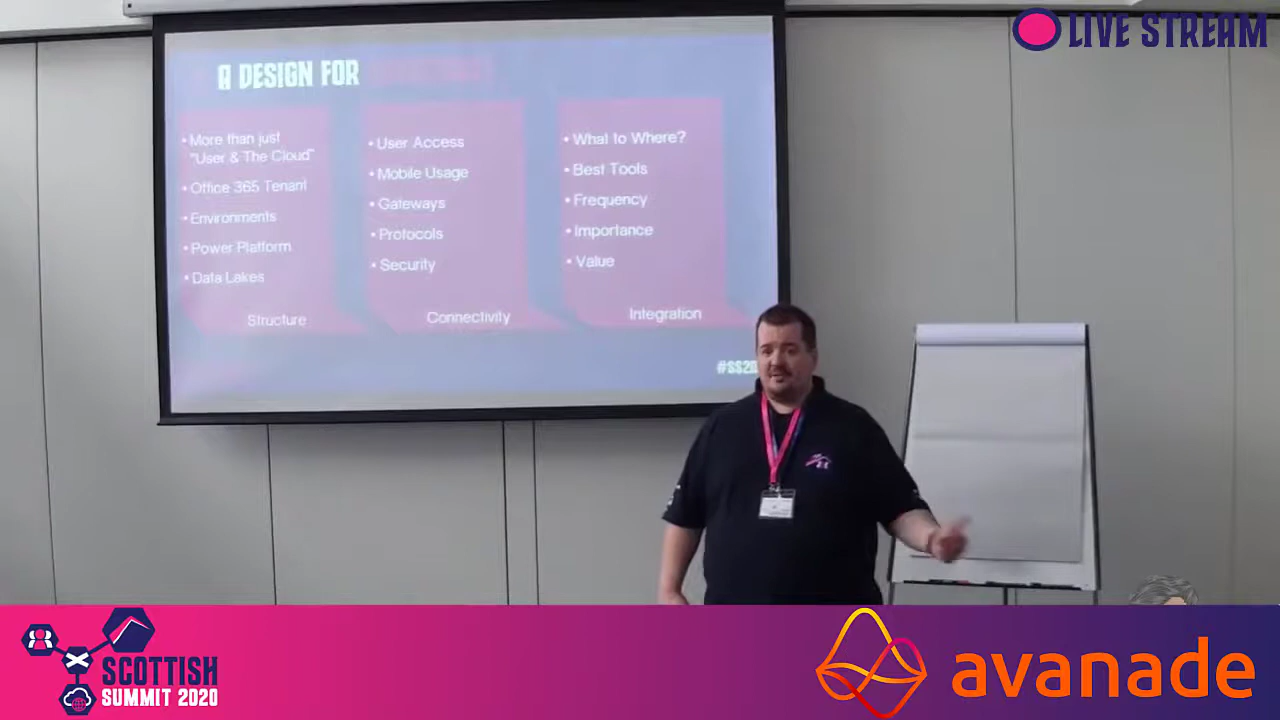 LIVE STREAM
A DESIGN FOR
• More than just
"User & The Cloud"
• Office 365 Tenant
• Environments
• Power Platform
• Data Lakes
Structure
• User Access
• Mobile Usage
• Gateways
• Protocols
• Security
Connectivity
• What to Where?
• Best Tools
• Frequency
• Importance
• Value
Integration
#SS20
SCOTTISH
SUMMIT 2020
avanade